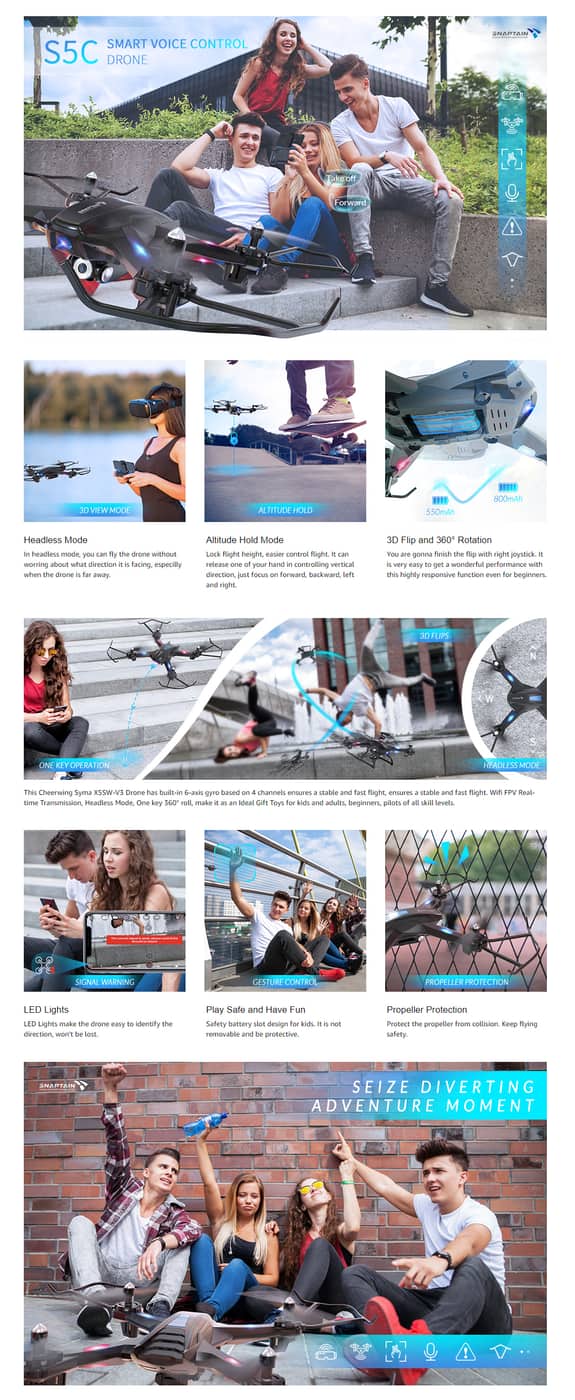 S5C SMART VOICE CONTROL
DRONE
SNAPTAIN
Take off
Forward
3D VIEW MODE
ALTITUDE HOLD
550mAh
800mAh
Headless Mode
In headless mode, you can fly the drone without
worring about what direction it is facing, especilly
when the drone is far away.
Altitude Hold Mode
Lock flight height, easier control flight. It can
release one of your hand in controlling vertical
direction, just focus on forward, backward, left
and right.
3D Flip and 360° Rotation
You are gonna finish the flip with right joystick. It
is very easy to get a wonderful performance with
this highly responsive function even for beginners.
ONE KEY OPERATION
3D FLIPS
N
W
HEADLESS MODE
This Cheerwing Syma X5SW-V3 Drone has built-in 6-axis gyro based on 4 channels ensures a stable and fast flight, ensures a stable and fast flight. Wifi FPV Real-
time Transmission, Headless Mode, One key 360° roll, make it as an Ideal Gift Toys for kids and adults, beginners, pilots of all skill levels.
SIGNAL WARNING
GESTURE CONTROL
PROPELLER PROTECTION
LED Lights
LED Lights make the drone easy to identify the
direction, won't be lost.
Play Safe and Have Fun
Safety battery slot design for kids. It is not
removable and be protective.
Propeller Protection
Protect the propeller from collision. Keep flying
safety.
SNAPTAIN
SEIZE DIVERTING
ADVENTURE MOMENT